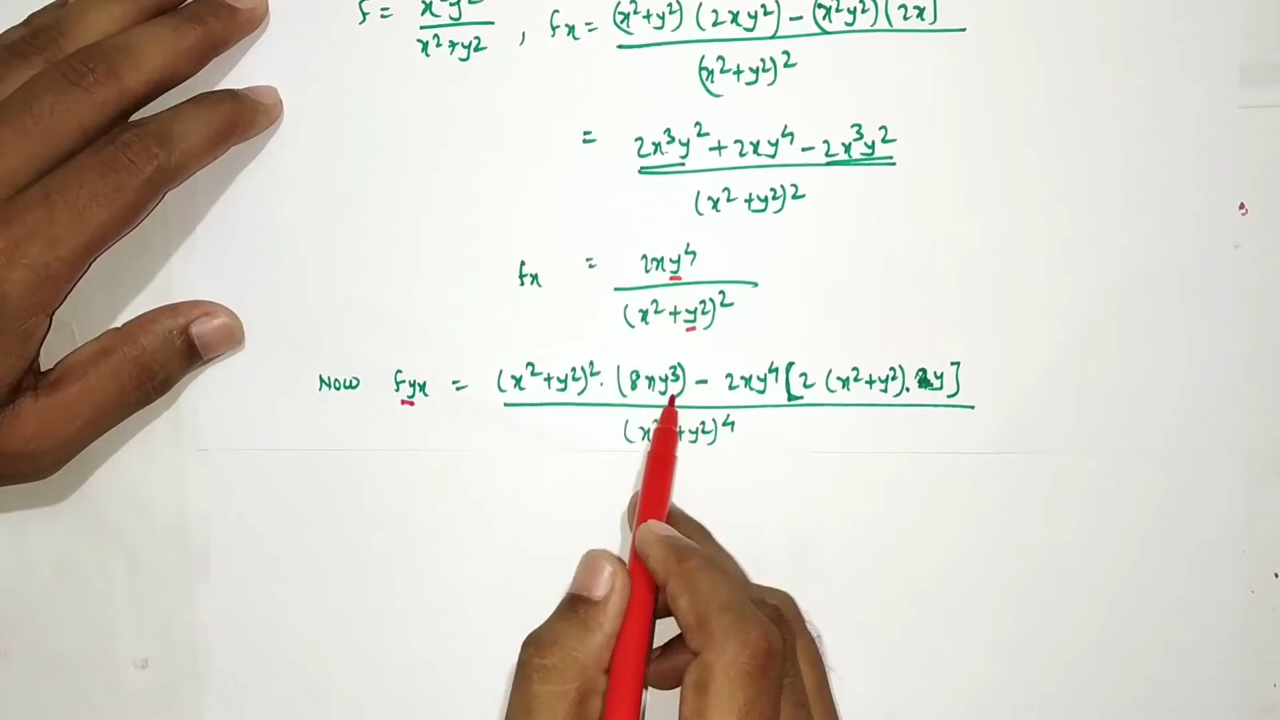 f = x²y² / x²+y² , fx = (x²+y²) (2xy²) − (x²y²) (2x) / (x²+y²)²
= 2x³y² + 2xy⁴ − 2x³y² / (x²+y²)²
fx = 2xy⁴ / (x²+y²)²
Now fyx = (x²+y²)² · (8xy³) − 2xy⁴ [2 (x²+y²) · 2y] / (x²+y²)⁴